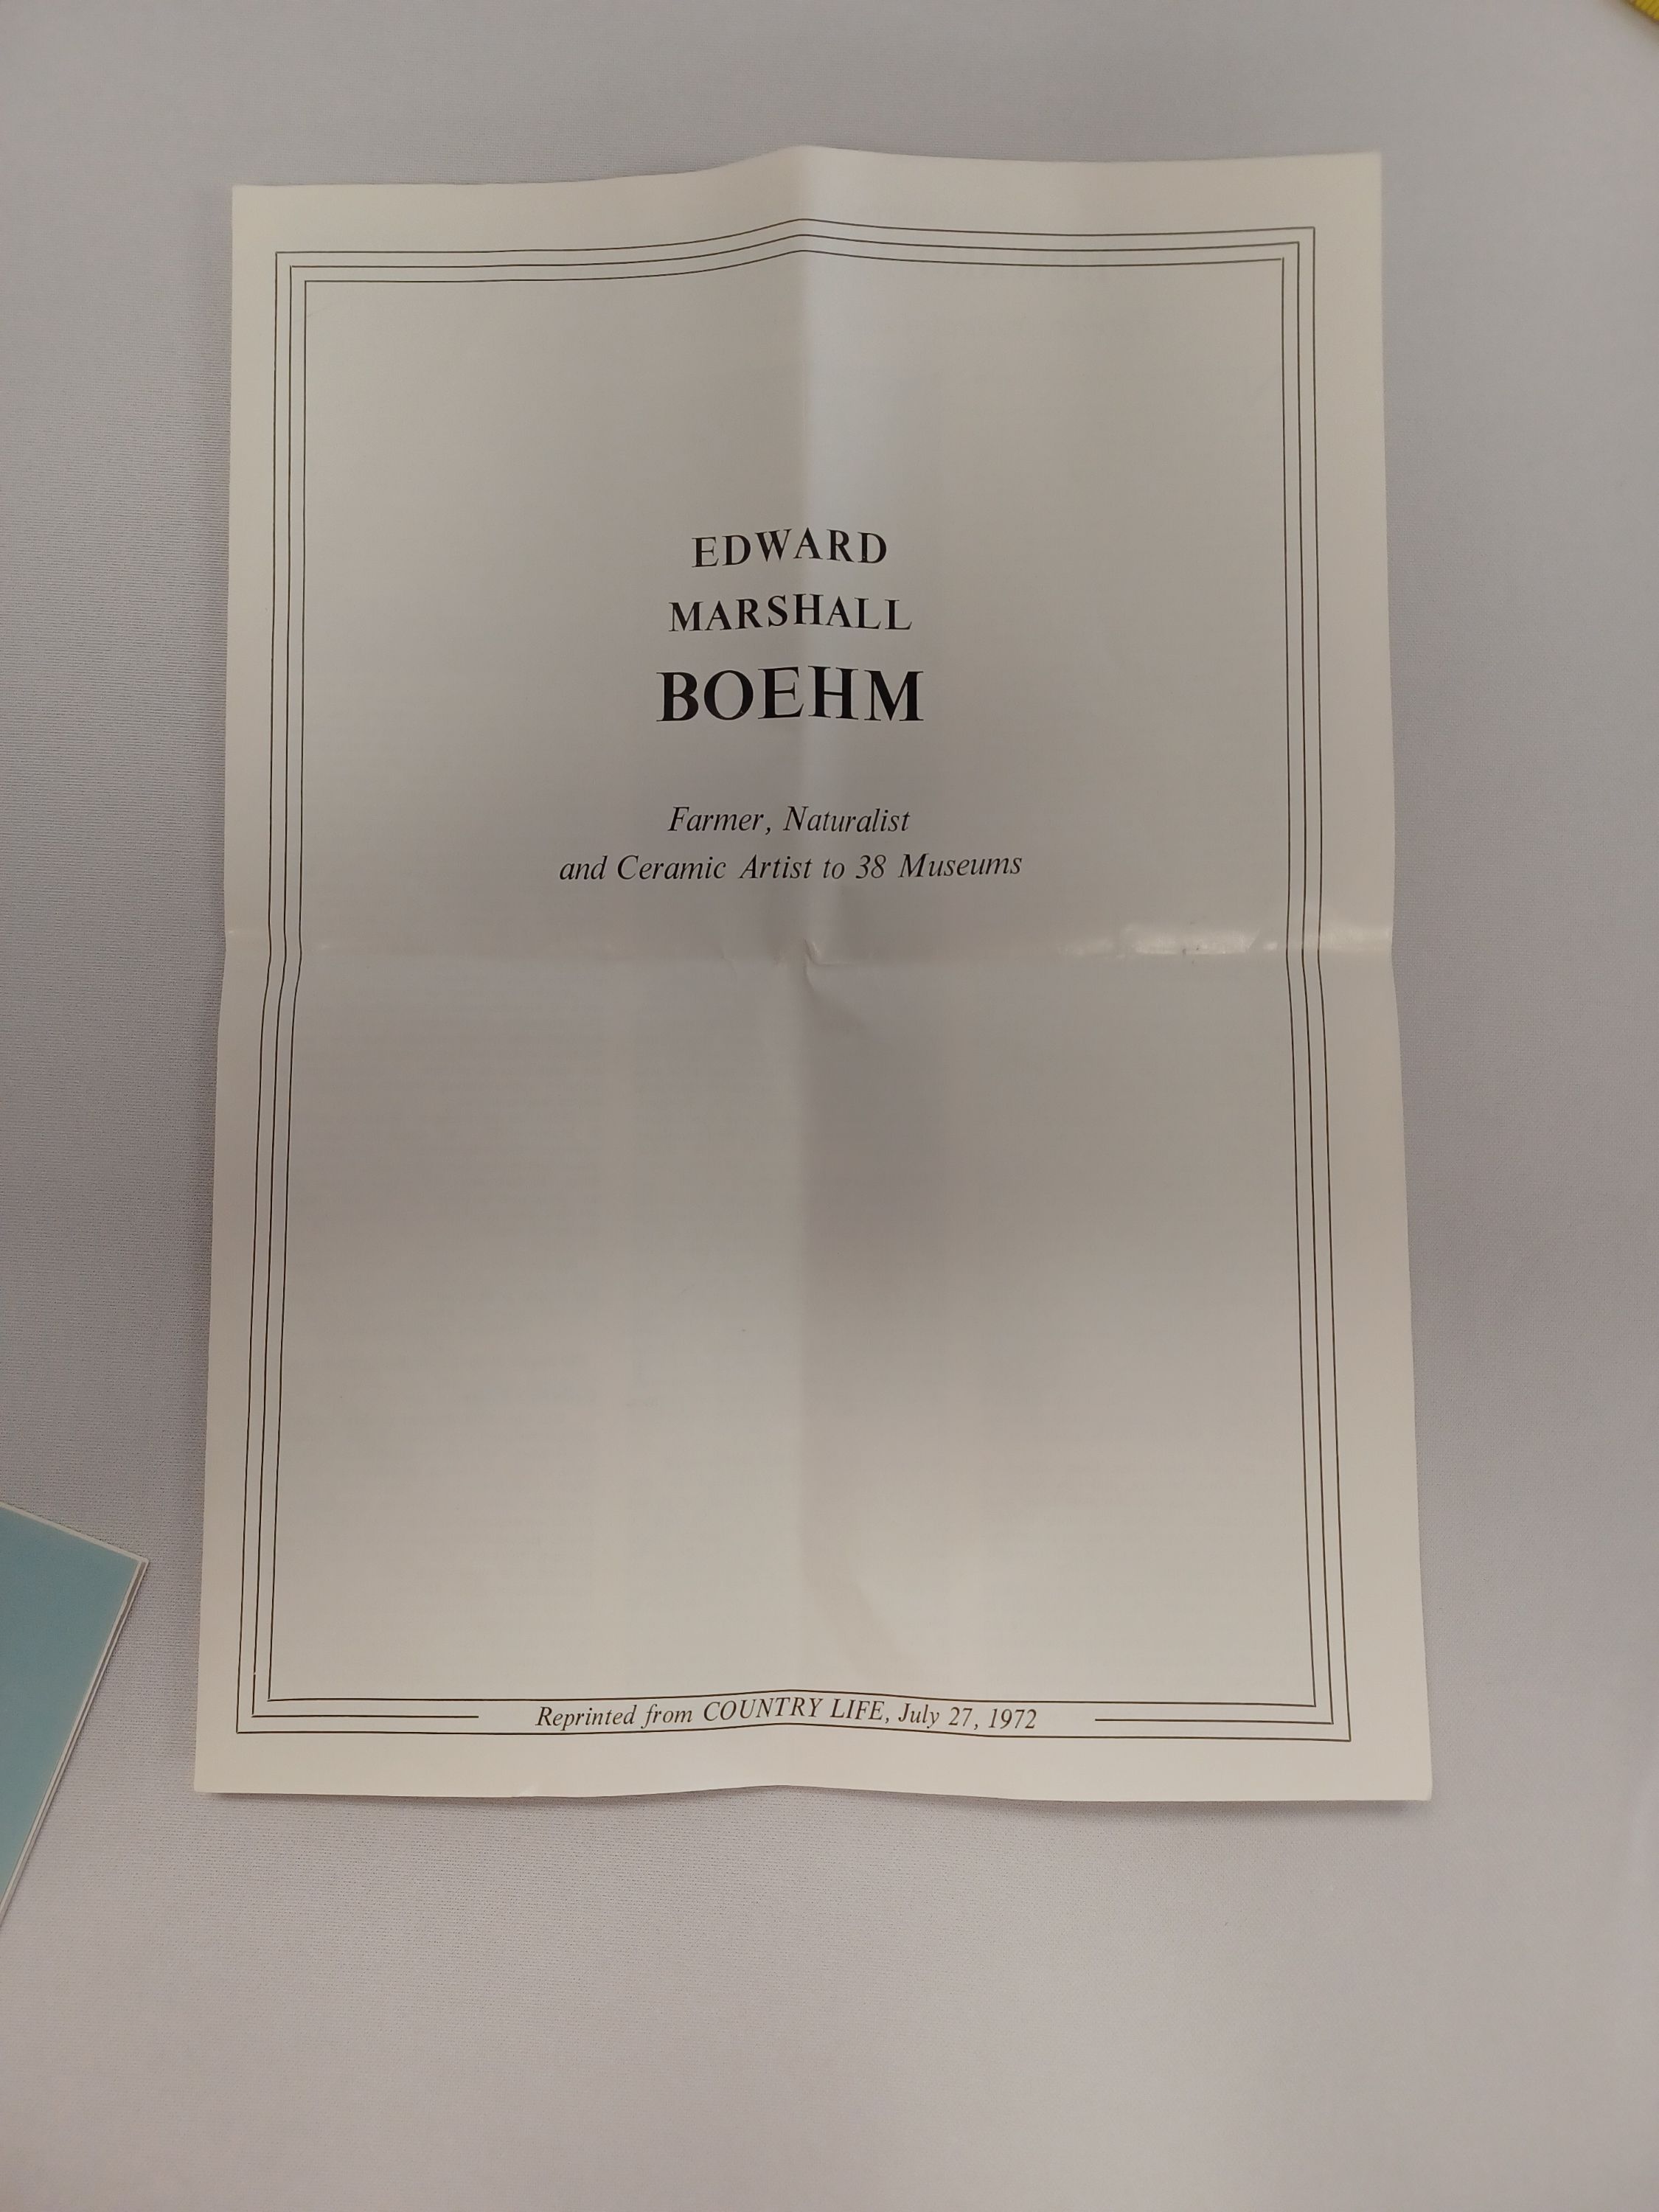 EDWARD
MARSHALL
BOEHM
Farmer, Naturalist
and Ceramic Artist to 38 Museums
Reprinted from COUNTRY LIFE, July 27, 1972